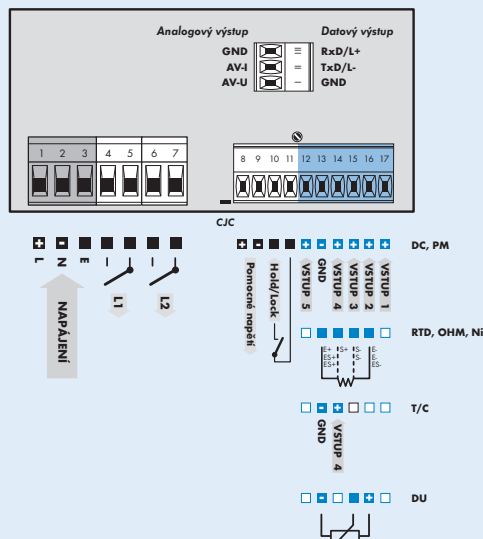 Analogový výstup Datový výstup
GND ≡ RxD/L+
AV-I = TxD/L-
AV-U – GND
1 2 3 4 5 6 7
8 9 10 11 12 13 14 15 16 17
CJC
+ - + - + - + + + + DC, PM
L N E
L1 L2
NAPÁJENÍ
Pomocné napětí
Hold/Lock
VSTUP 5
GND
VSTUP 4
VSTUP 3
VSTUP 2
VSTUP 1
RTD, OHM, Ni
E+ S+ S- E-
ES+ S- E-
ES+ ES-
- + T/C
GND
VSTUP 4
- + DU